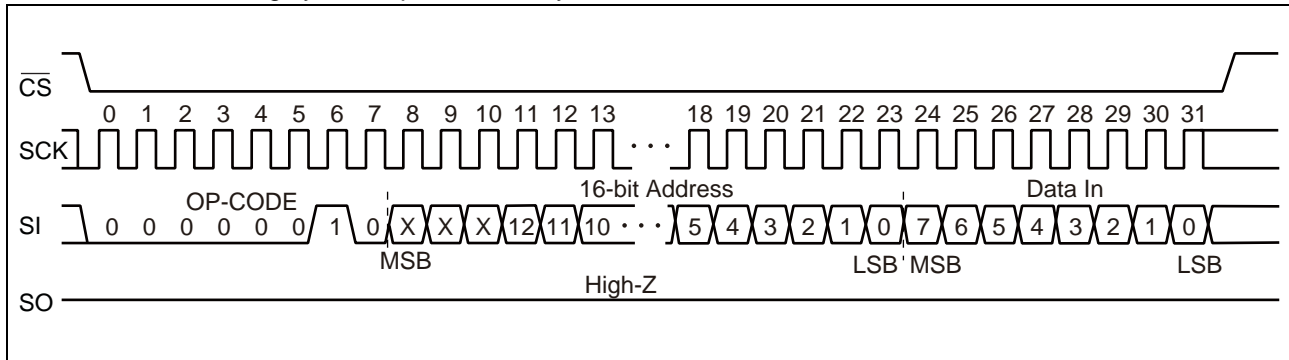 CS
0 1 2 3 4 5 6 7 8 9 10 11 12 13 18 19 20 21 22 23 24 25 26 27 28 29 30 31
SCK ···
OP-CODE 16-bit Address Data In
SI 0 0 0 0 0 0 1 0 X X X 12 11 10 ··· 5 4 3 2 1 0 7 6 5 4 3 2 1 0
MSB LSB MSB LSB
High-Z
SO